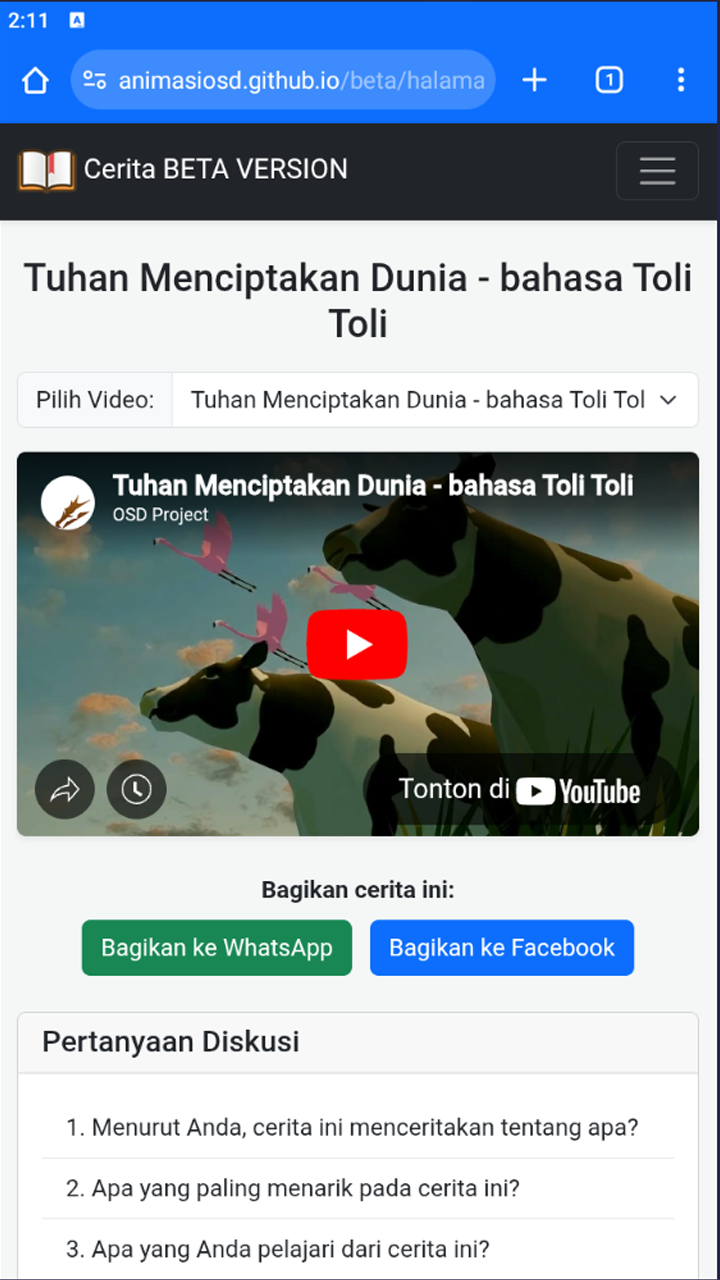 2:11
animasiosd.github.io/beta/halama
1
Cerita BETA VERSION
Tuhan Menciptakan Dunia - bahasa Toli
Toli
Pilih Video:
Tuhan Menciptakan Dunia - bahasa Toli Tol
Tuhan Menciptakan Dunia - bahasa Toli Toli
OSD Project
Tonton di YouTube
Bagikan cerita ini:
Bagikan ke WhatsApp
Bagikan ke Facebook
Pertanyaan Diskusi
1. Menurut Anda, cerita ini menceritakan tentang apa?
2. Apa yang paling menarik pada cerita ini?
3. Apa yang Anda pelajari dari cerita ini?